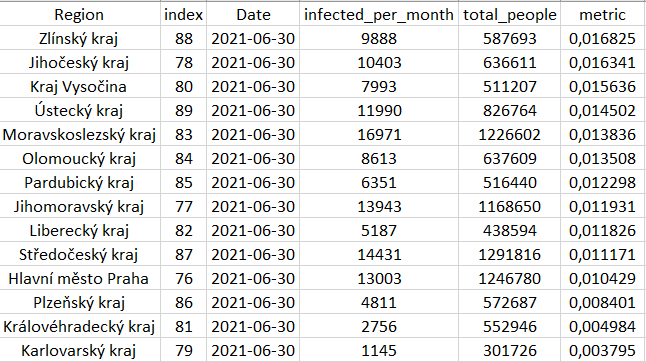 Region index Date infected_per_month total_people metric
Zlínský kraj 88 2021-06-30 9888 587693 0,016825
Jihočeský kraj 78 2021-06-30 10403 636611 0,016341
Kraj Vysočina 80 2021-06-30 7993 511207 0,015636
Ústecký kraj 89 2021-06-30 11990 826764 0,014502
Moravskoslezský kraj 83 2021-06-30 16971 1226602 0,013836
Olomoucký kraj 84 2021-06-30 8613 637609 0,013508
Pardubický kraj 85 2021-06-30 6351 516440 0,012298
Jihomoravský kraj 77 2021-06-30 13943 1168650 0,011931
Liberecký kraj 82 2021-06-30 5187 438594 0,011826
Středočeský kraj 87 2021-06-30 14431 1291816 0,011171
Hlavní město Praha 76 2021-06-30 13003 1246780 0,010429
Plzeňský kraj 86 2021-06-30 4811 572687 0,008401
Královéhradecký kraj 81 2021-06-30 2756 552946 0,004984
Karlovarský kraj 79 2021-06-30 1145 301726 0,003795